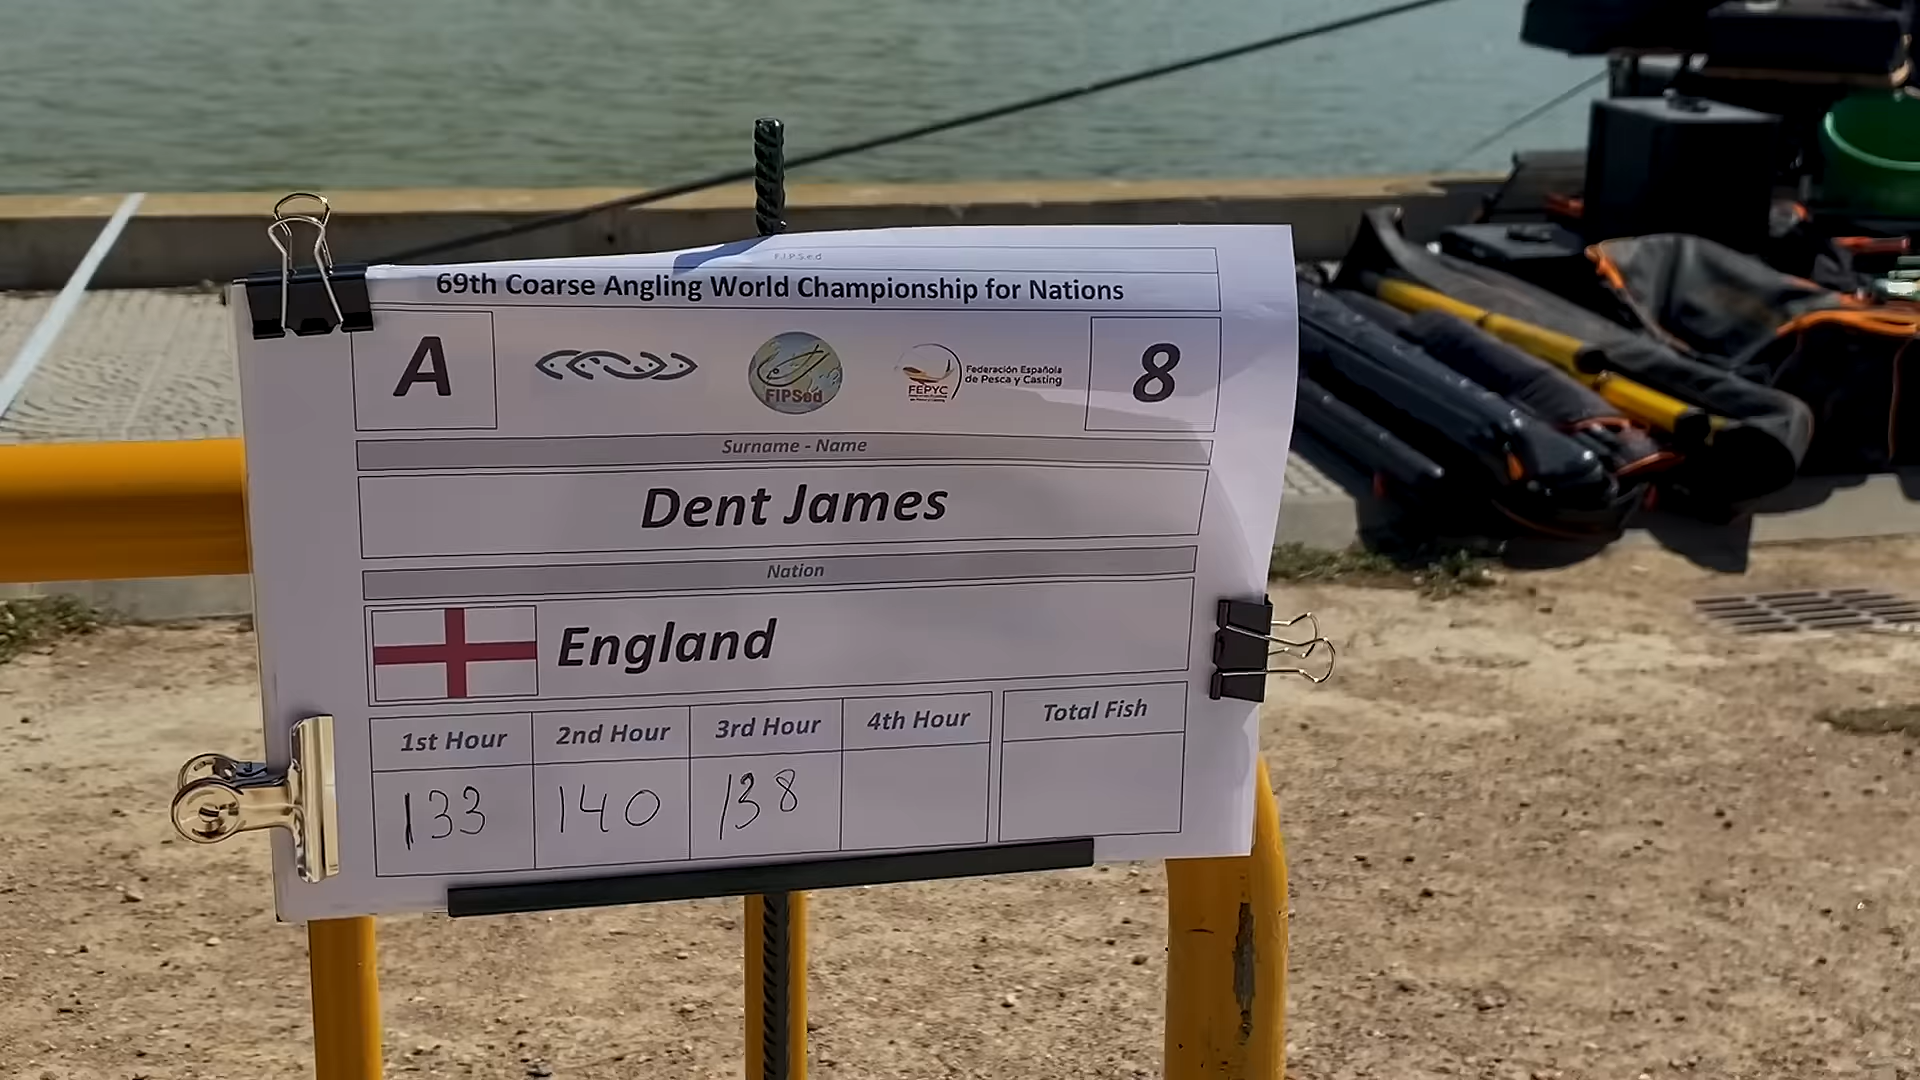 F.I.P.S.e.d
69th Coarse Angling World Championship for Nations
A
FIPSed
FEPYC
Federación Española
de Pesca y Casting
8
Surname - Name
Dent James
Nation
England
1st Hour 2nd Hour 3rd Hour 4th Hour Total Fish
133 140 138